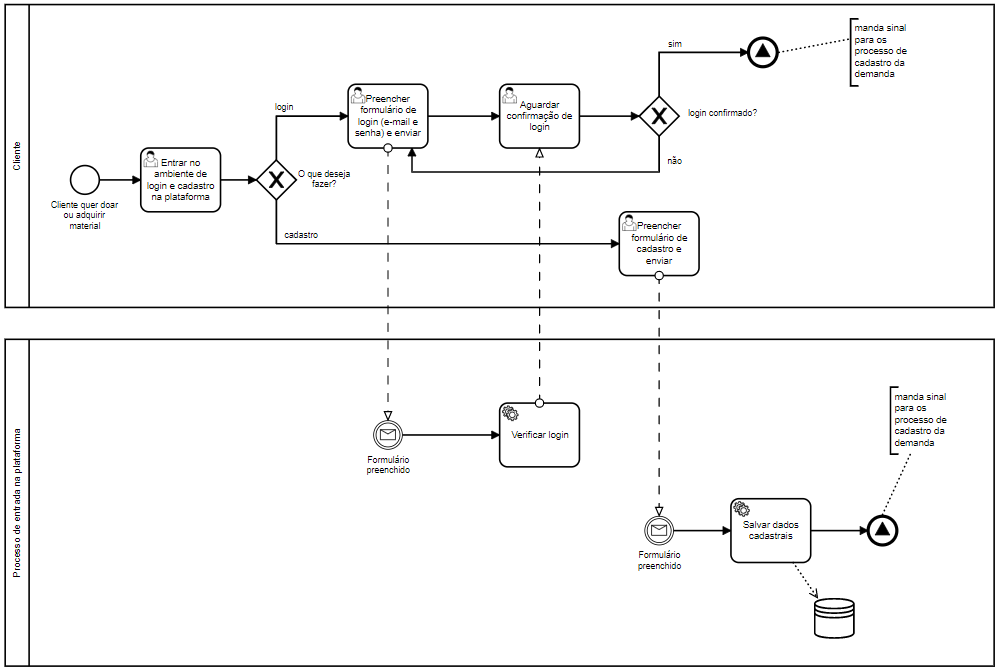 Cliente
Cliente quer doar
ou adquirir
material
Entrar no
ambiente de
login e cadastro
na plataforma
O que deseja
fazer?
login
cadastro
Preencher
formulário de
login (e-mail e
senha) e enviar
Aguardar
confirmação de
login
login confirmado?
sim
não
manda sinal
para os
processo de
cadastro da
demanda
Preencher
formulário de
cadastro e
enviar
Processo de entrada na plataforma
Formulário
preenchido
Verificar login
Formulário
preenchido
Salvar dados
cadastrais
manda sinal
para os
processo de
cadastro da
demanda